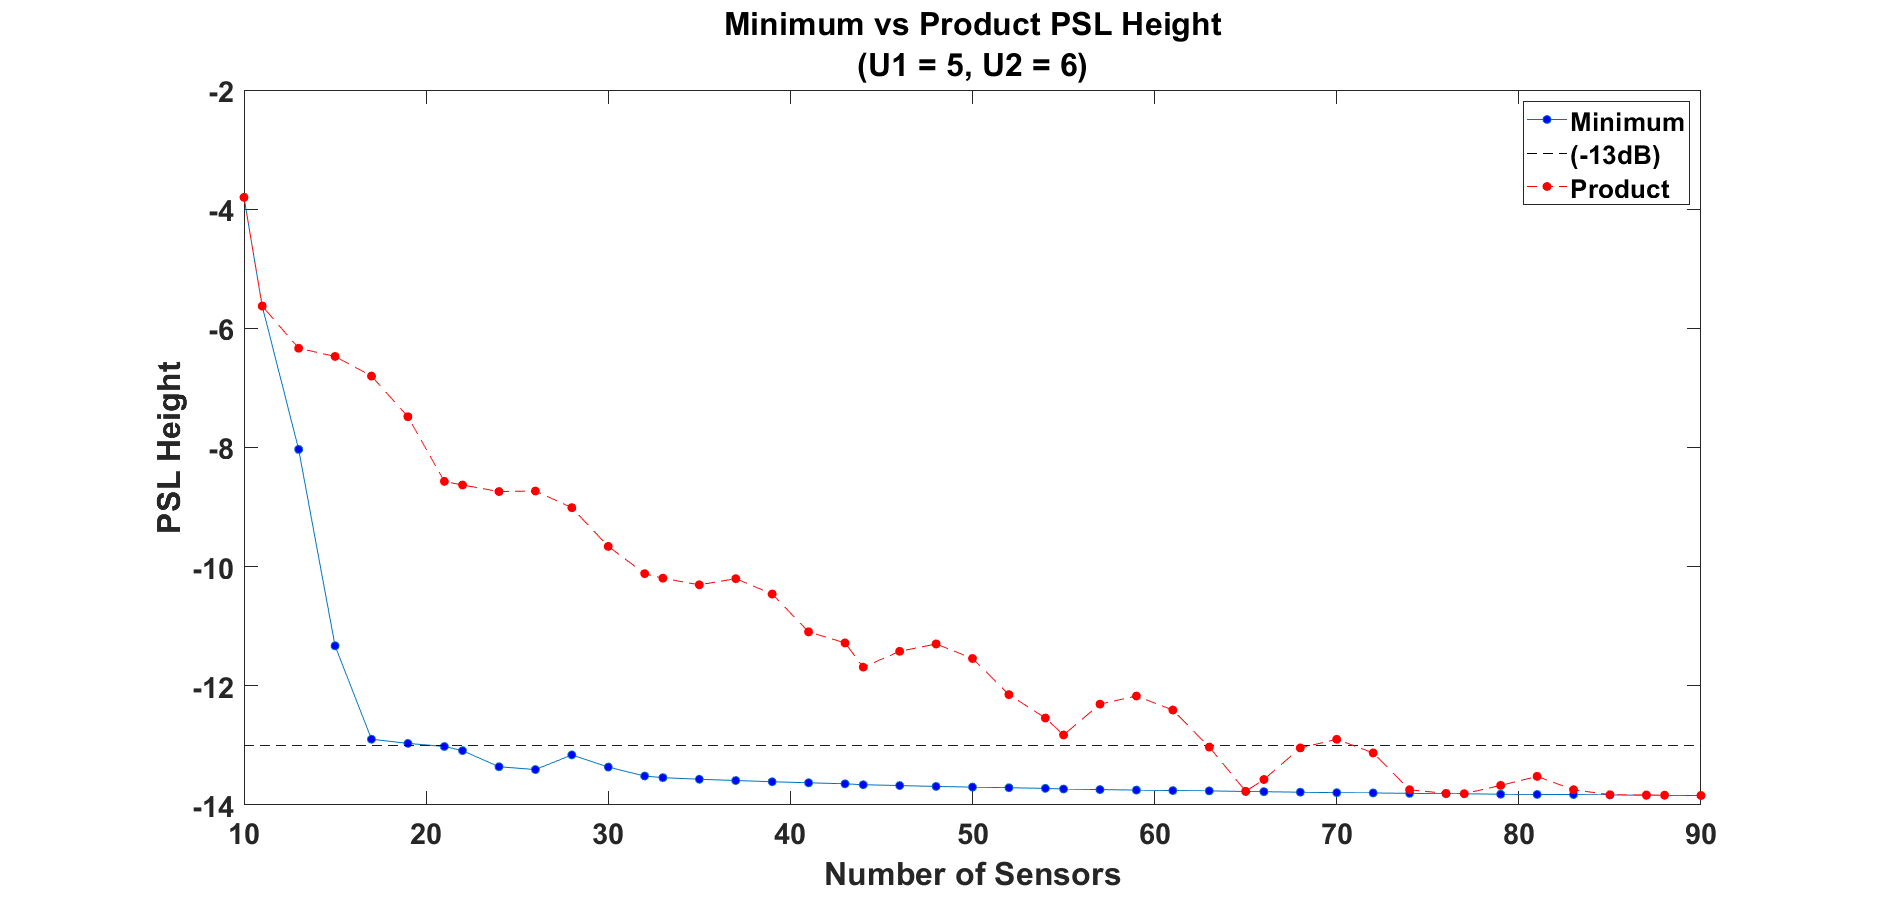 Minimum vs Product PSL Height
(U1 = 5, U2 = 6)
-2
-4
-6
-8
-10
-12
-14
PSL Height
Minimum
(-13dB)
Product
10 20 30 40 50 60 70 80 90
Number of Sensors